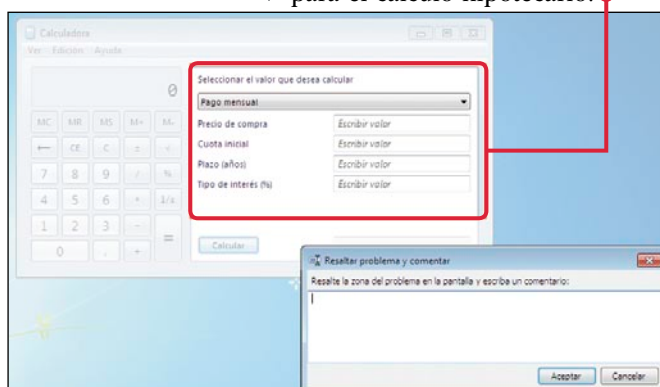 para el cálculo hipotecario.
Calculadora
Ver Edición Ayuda
0
Seleccionar el valor que desea calcular
Pago mensual
Precio de compra Escribir valor
Cuota inicial Escribir valor
Plazo (años) Escribir valor
Tipo de interés (%) Escribir valor
MC MR MS M+ M-
← CE C ± √
7 8 9 / %
4 5 6 * 1/x
1 2 3 - =
0 . +
Calcular
Resaltar problema y comentar
Resalte la zona del problema en la pantalla y escriba un comentario:
Aceptar Cancelar